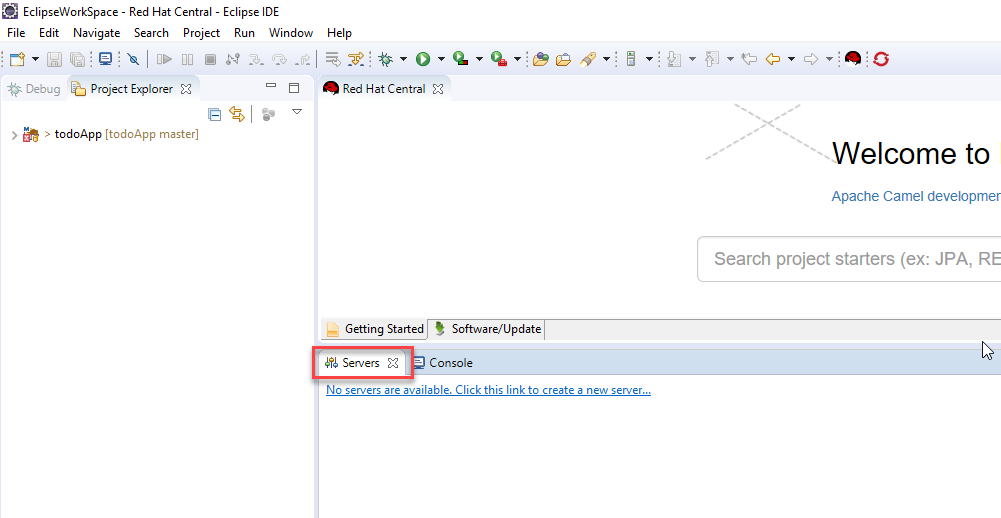 EclipseWorkSpace - Red Hat Central - Eclipse IDE
File Edit Navigate Search Project Run Window Help
Debug Project Explorer
Red Hat Central
> todoApp [todoApp master]
Welcome to
Apache Camel developmen
Search project starters (ex: JPA, RE
Getting Started Software/Update
Servers Console
No servers are available. Click this link to create a new server...